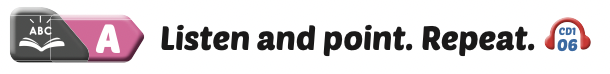 ABC A Listen and point. Repeat. CD1
06